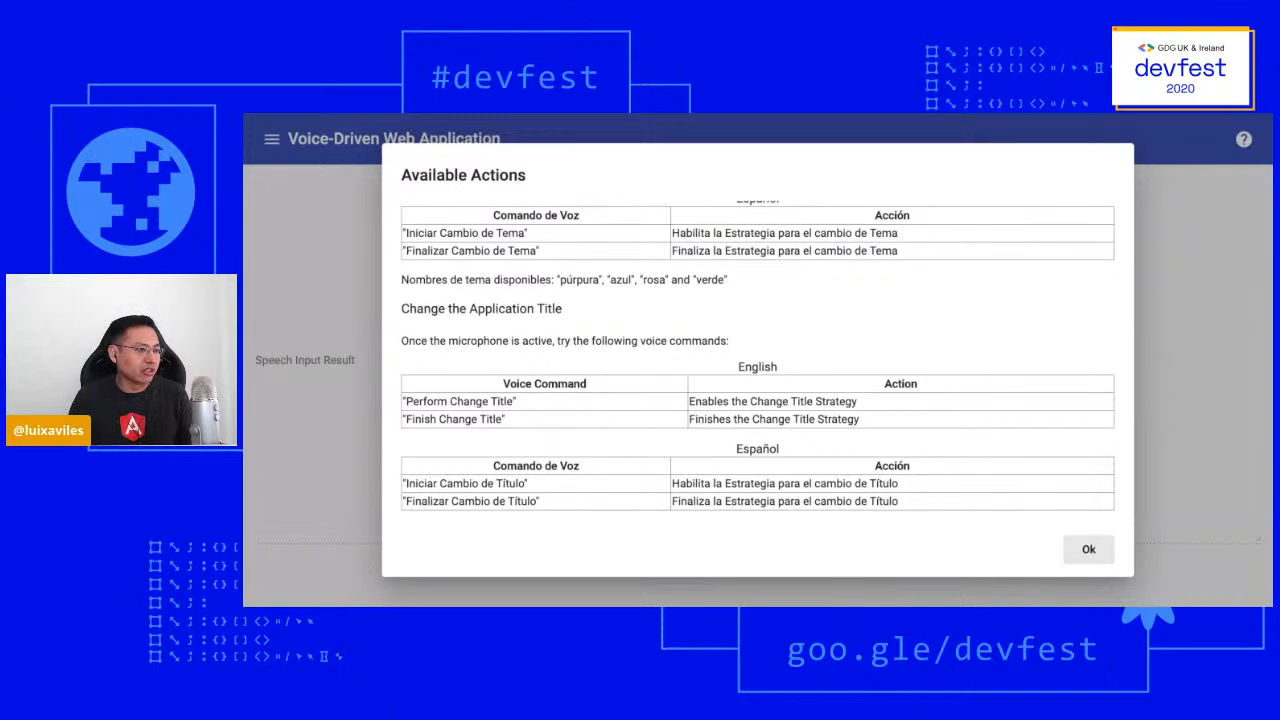 #devfest
GDG UK & Ireland
devfest
2020
Voice-Driven Web Application
?
Available Actions
Español
Comando de Voz Acción
"Iniciar Cambio de Tema" Habilita la Estrategia para el cambio de Tema
"Finalizar Cambio de Tema" Finaliza la Estrategia para el cambio de Tema
Nombres de tema disponibles: "púrpura", "azul", "rosa" and "verde"
Change the Application Title
Once the microphone is active, try the following voice commands:
English
Voice Command Action
"Perform Change Title" Enables the Change Title Strategy
"Finish Change Title" Finishes the Change Title Strategy
Español
Comando de Voz Acción
"Iniciar Cambio de Título" Habilita la Estrategia para el cambio de Título
"Finalizar Cambio de Título" Finaliza la Estrategia para el cambio de Título
Ok
Speech Input Result
A
@luixaviles
goo.gle/devfest